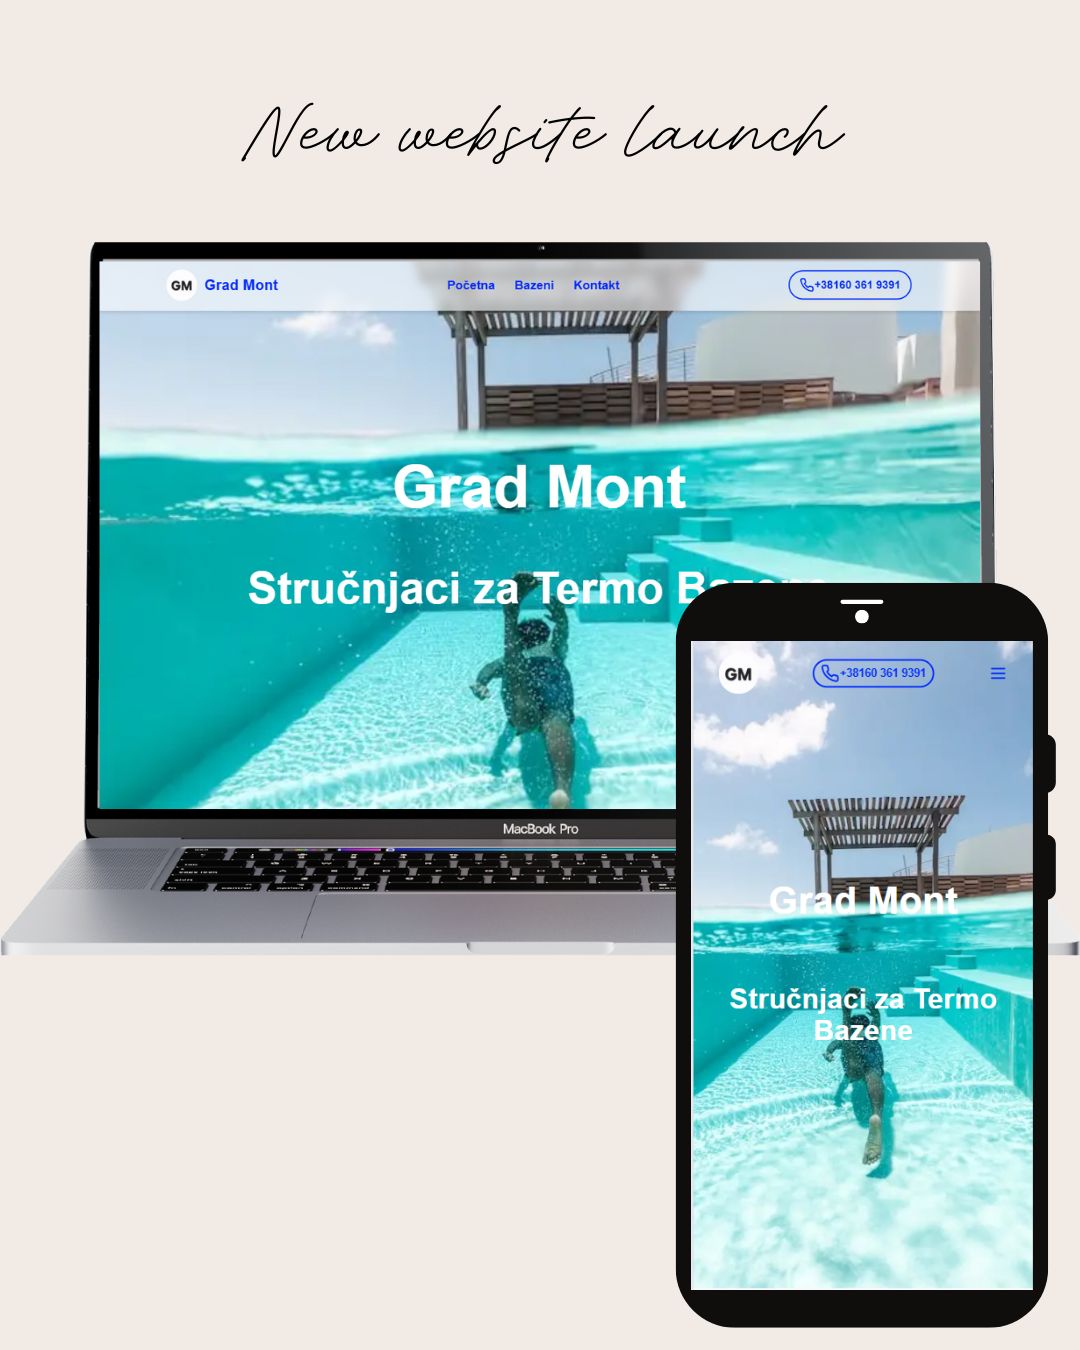 New website launch
GM Grad Mont Početna Bazeni Kontakt +38160 361 9391
Grad Mont
Stručnjaci za Termo
MacBook Pro
GM +38160 361 9391
Grad Mont
Stručnjaci za Termo
Bazene